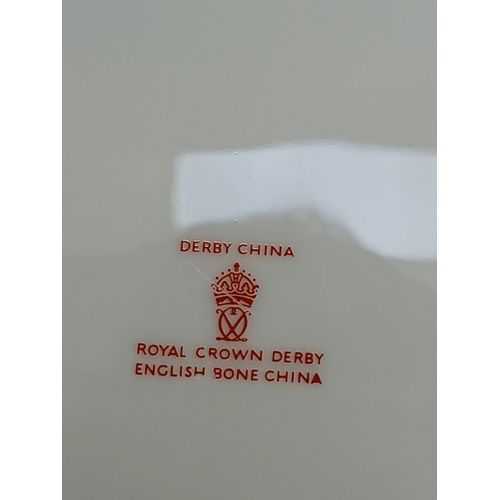 DERBY CHINA
ROYAL CROWN DERBY
ENGLISH BONE CHINA